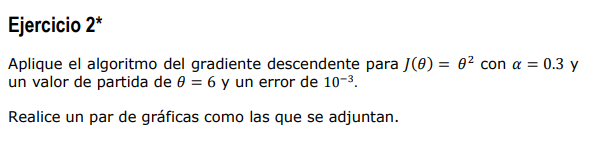 Ejercicio 2*
Aplique el algoritmo del gradiente descendente para J(θ) = θ² con α = 0.3 y
un valor de partida de θ = 6 y un error de 10⁻³.
Realice un par de gráficas como las que se adjuntan.